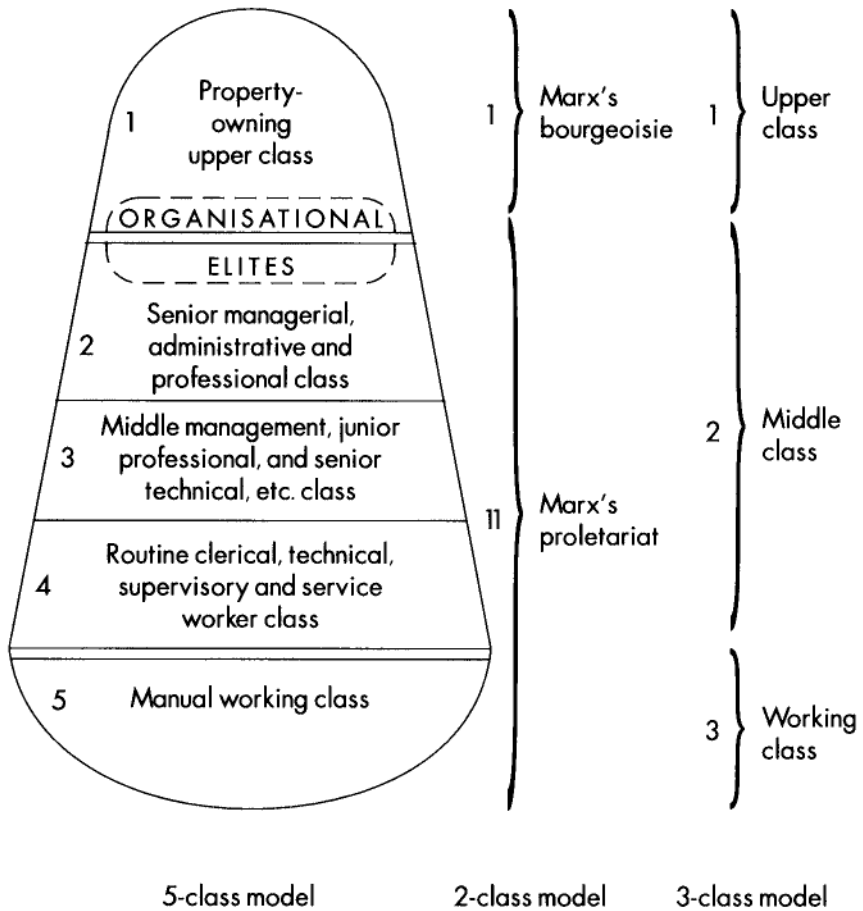 1
Property-
owning
upper class
ORGANISATIONAL
ELITES
2
Senior managerial,
administrative and
professional class
3
Middle management, junior
professional, and senior
technical, etc. class
4
Routine clerical, technical,
supervisory and service
worker class
5
Manual working class
1
Marx's
bourgeoisie
11
Marx's
proletariat
1
Upper
class
2
Middle
class
3
Working
class
5-class model
2-class model
3-class model